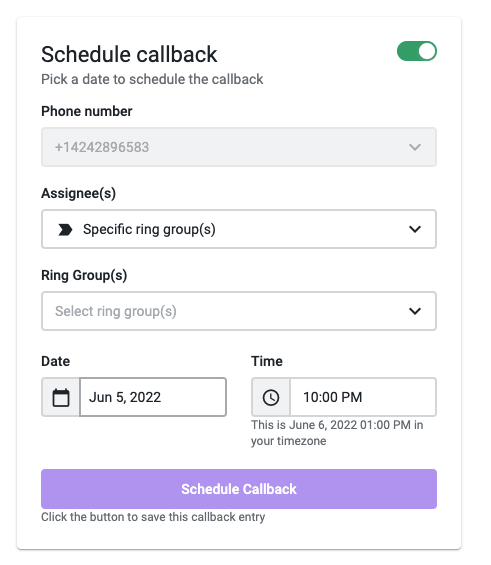 Schedule callback
Pick a date to schedule the callback
Phone number
+14242896583
Assignee(s)
Specific ring group(s)
Ring Group(s)
Select ring group(s)
Date
Time
Jun 5, 2022
10:00 PM
This is June 6, 2022 01:00 PM in
your timezone
Schedule Callback
Click the button to save this callback entry